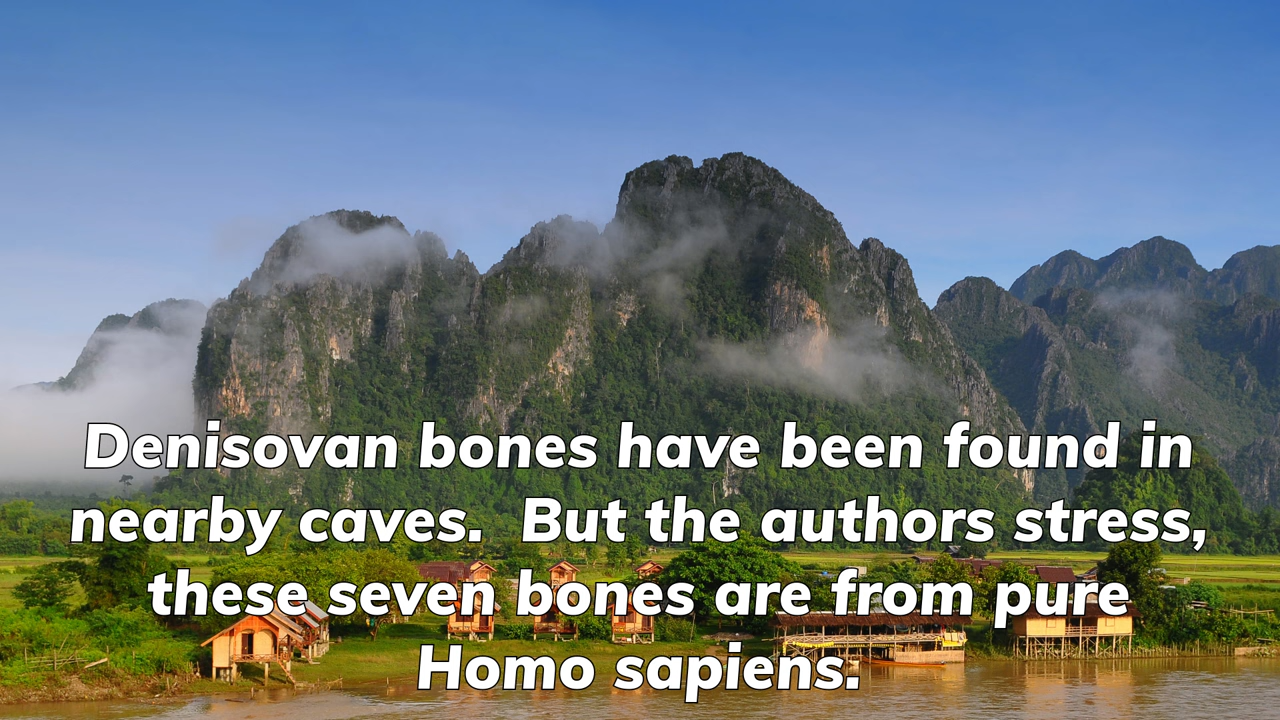 Denisovan bones have been found in
nearby caves.  But the authors stress,
these seven bones are from pure
Homo sapiens.